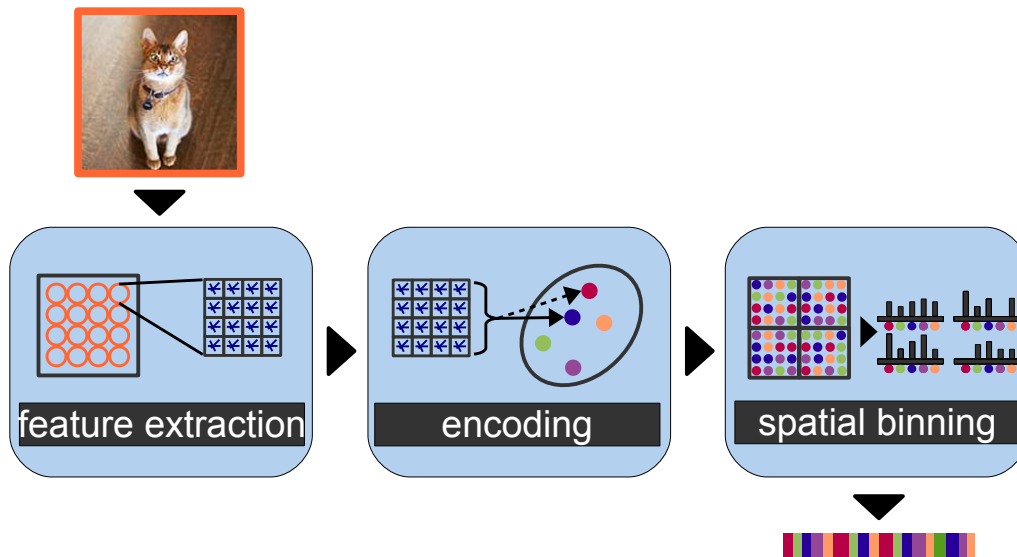 feature extraction
encoding
spatial binning